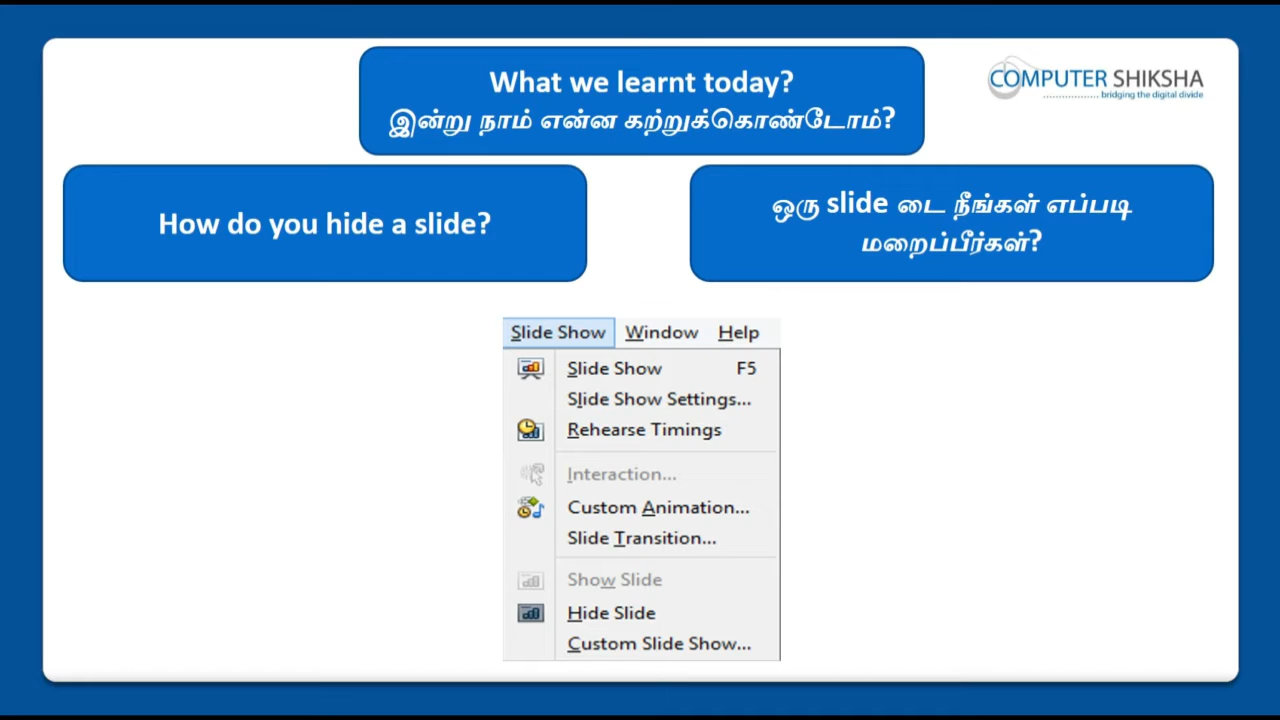 What we learnt today?
இன்று நாம் என்ன கற்றுக்கொண்டோம்?
COMPUTER SHIKSHA
bridging the digital divide
How do you hide a slide?
ஒரு slide டை நீங்கள் எப்படி
மறைப்பீர்கள்?
Slide Show Window Help
Slide Show F5
Slide Show Settings...
Rehearse Timings
Interaction...
Custom Animation...
Slide Transition...
Show Slide
Hide Slide
Custom Slide Show...